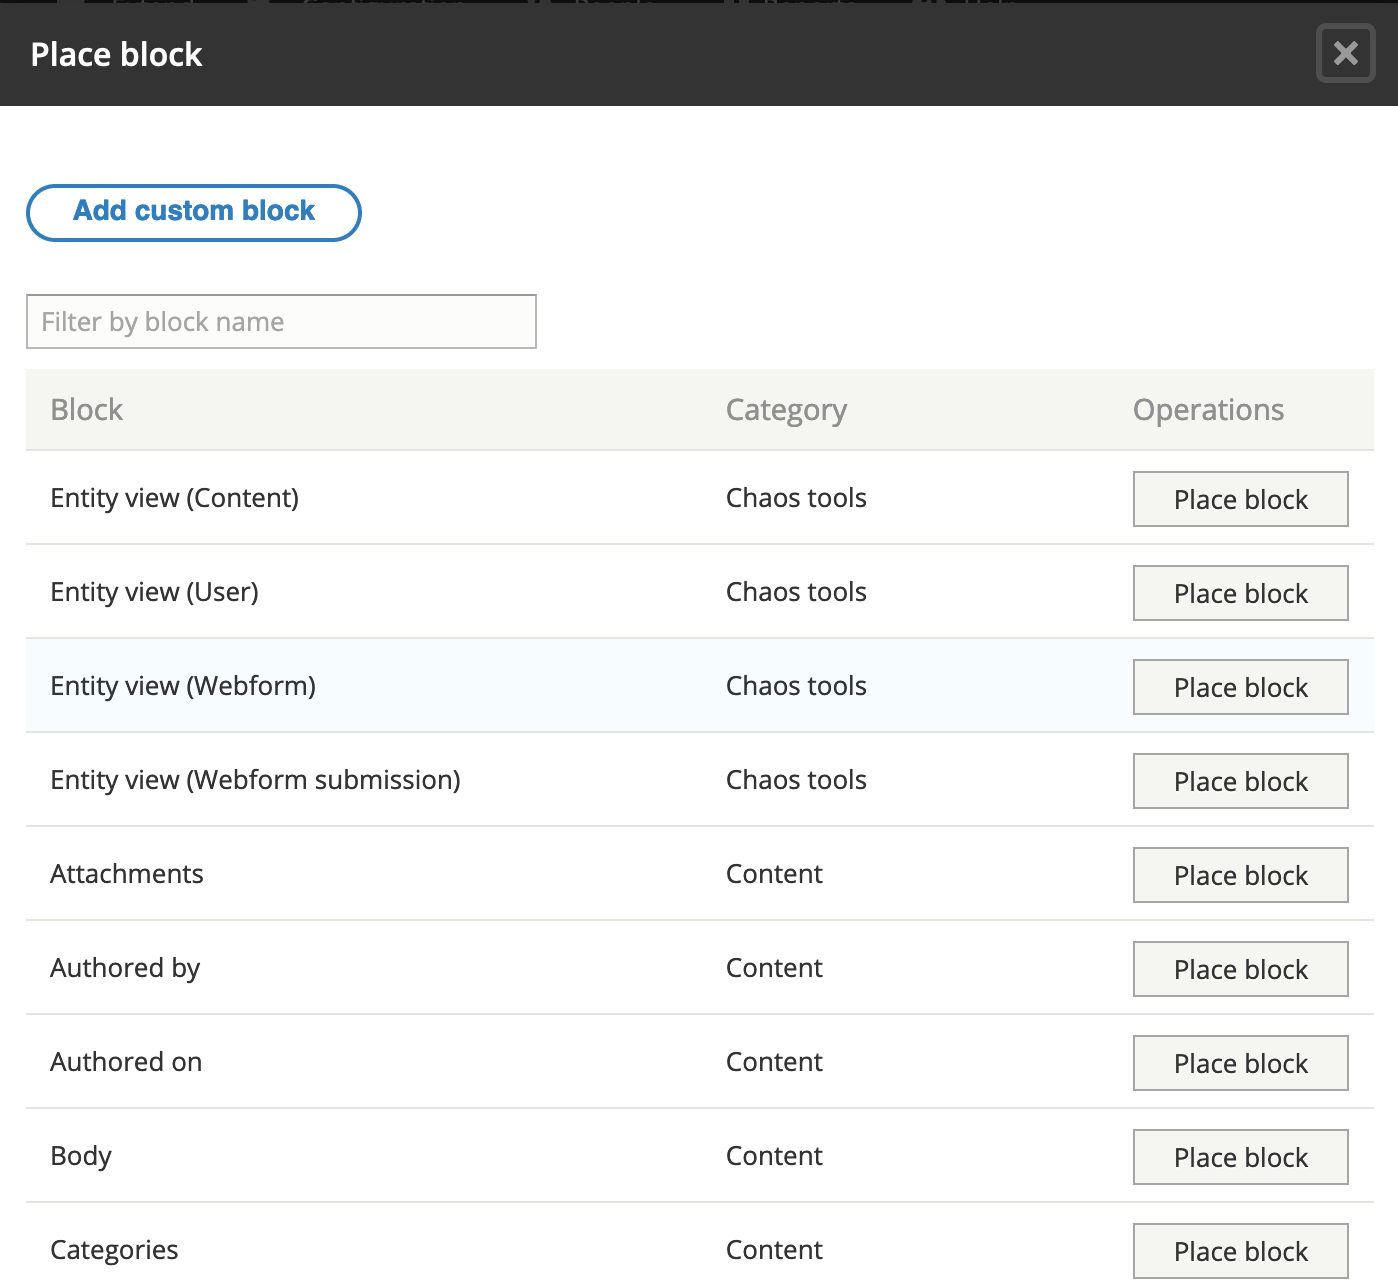 Place block
Add custom block
Filter by block name
Block Category Operations
Entity view (Content) Chaos tools Place block
Entity view (User) Chaos tools Place block
Entity view (Webform) Chaos tools Place block
Entity view (Webform submission) Chaos tools Place block
Attachments Content Place block
Authored by Content Place block
Authored on Content Place block
Body Content Place block
Categories Content Place block